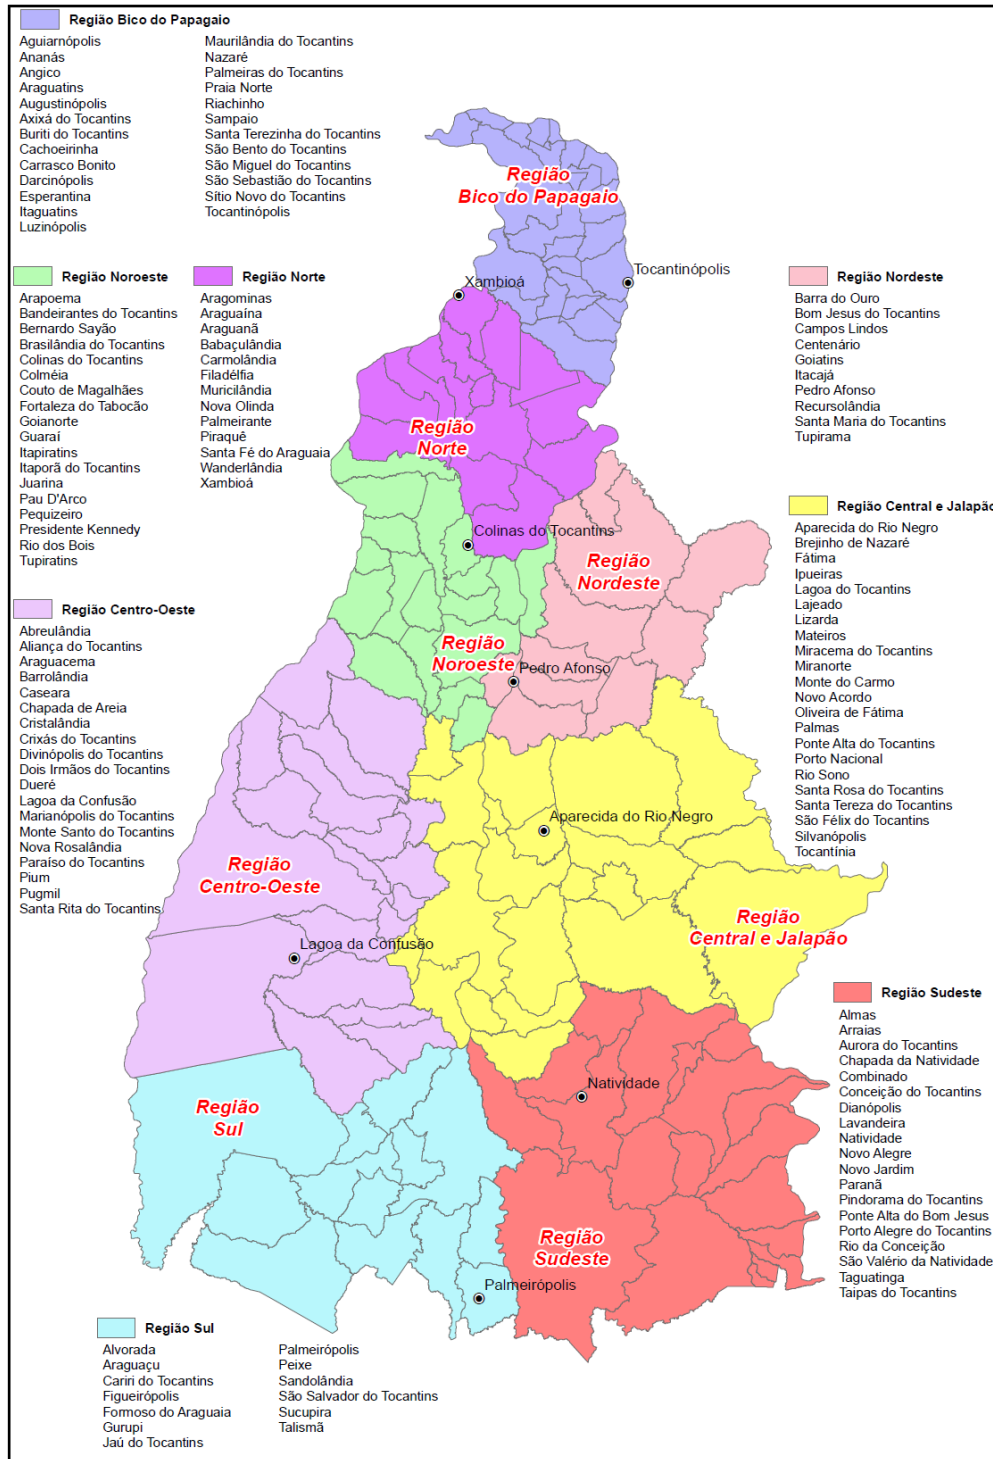 Região Bico do Papagaio
Aguiarnópolis
Ananás
Angico
Araguatins
Augustinópolis
Axixá do Tocantins
Buriti do Tocantins
Cachoeirinha
Carrasco Bonito
Darcinópolis
Esperantina
Itaguatins
Luzinópolis
Maurilândia do Tocantins
Nazaré
Palmeiras do Tocantins
Praia Norte
Riachinho
Sampaio
Santa Terezinha do Tocantins
São Bento do Tocantins
São Miguel do Tocantins
São Sebastião do Tocantins
Sítio Novo do Tocantins
Tocantinópolis
Região
Bico do Papagaio
Tocantinópolis
Xambioá
Região Noroeste
Arapoema
Bandeirantes do Tocantins
Bernardo Sayão
Brasilândia do Tocantins
Colinas do Tocantins
Colméia
Couto de Magalhães
Fortaleza do Tabocão
Goianorte
Guaraí
Itapiratins
Itaporã do Tocantins
Juarina
Pau D'Arco
Pequizeiro
Presidente Kennedy
Rio dos Bois
Tupiratins
Região Norte
Aragominas
Araguaína
Araguanã
Babaçulândia
Carmolândia
Filadélfia
Muricilândia
Nova Olinda
Palmeirante
Piraquê
Santa Fé do Araguaia
Wanderlândia
Xambioá
Região
Norte
Região Nordeste
Barra do Ouro
Bom Jesus do Tocantins
Campos Lindos
Centenário
Goiatins
Itacajá
Pedro Afonso
Recursolândia
Santa Maria do Tocantins
Tupirama
Colinas do Tocantins
Região
Nordeste
Região
Noroeste
Pedro Afonso
Região Central e Jalapão
Aparecida do Rio Negro
Brejinho de Nazaré
Fátima
Ipueiras
Lagoa do Tocantins
Lajeado
Lizarda
Mateiros
Miracema do Tocantins
Miranorte
Monte do Carmo
Novo Acordo
Oliveira de Fátima
Palmas
Ponte Alta do Tocantins
Porto Nacional
Rio Sono
Santa Rosa do Tocantins
Santa Tereza do Tocantins
São Félix do Tocantins
Silvanópolis
Tocantínia
Região Centro-Oeste
Abreulândia
Aliança do Tocantins
Araguacema
Barrolândia
Caseara
Chapada de Areia
Cristalândia
Crixás do Tocantins
Divinópolis do Tocantins
Dois Irmãos do Tocantins
Dueré
Lagoa da Confusão
Marianópolis do Tocantins
Monte Santo do Tocantins
Nova Rosalândia
Paraíso do Tocantins
Pium
Pugmil
Santa Rita do Tocantins
Aparecida do Rio Negro
Região
Centro-Oeste
Região
Central e Jalapão
Lagoa da Confusão
Região Sudeste
Almas
Arraias
Aurora do Tocantins
Chapada da Natividade
Combinado
Conceição do Tocantins
Dianópolis
Lavandeira
Natividade
Novo Alegre
Novo Jardim
Paranã
Pindorama do Tocantins
Ponte Alta do Bom Jesus
Porto Alegre do Tocantins
Rio da Conceição
São Valério da Natividade
Taguatinga
Taipas do Tocantins
Natividade
Região
Sul
Região
Sudeste
Palmeirópolis
Região Sul
Alvorada
Araguaçu
Cariri do Tocantins
Figueirópolis
Formoso do Araguaia
Gurupi
Jaú do Tocantins
Palmeirópolis
Peixe
Sandolândia
São Salvador do Tocantins
Sucupira
Talismã